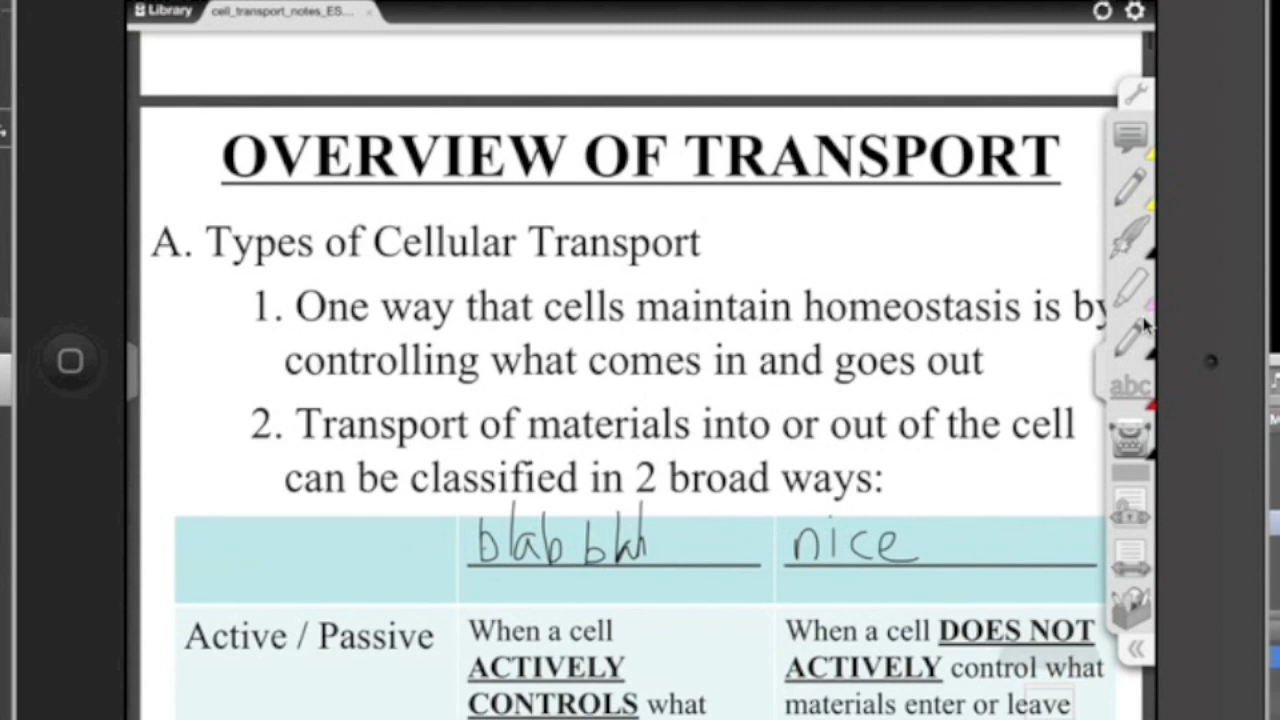 Library cell_transport_notes_ES...
OVERVIEW OF TRANSPORT
A. Types of Cellular Transport
1. One way that cells maintain homeostasis is by
controlling what comes in and goes out
2. Transport of materials into or out of the cell
can be classified in 2 broad ways:
blab blah nice
Active / Passive
When a cell
ACTIVELY
CONTROLS what
When a cell DOES NOT
ACTIVELY control what
materials enter or leave
abc